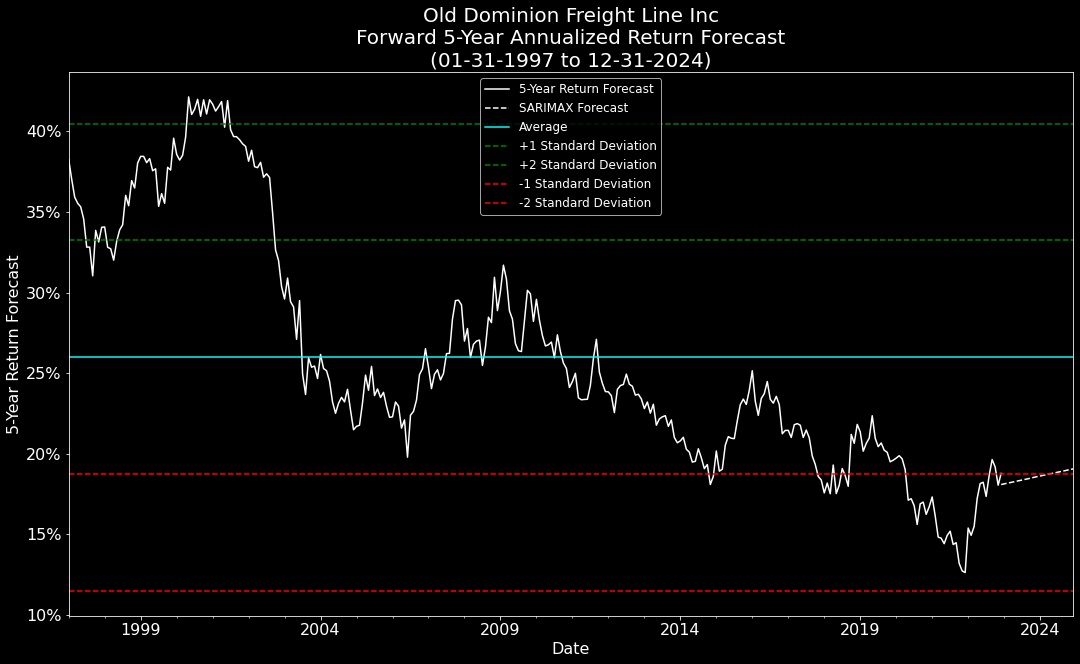 Old Dominion Freight Line Inc
Forward 5-Year Annualized Return Forecast
(01-31-1997 to 12-31-2024)
5-Year Return Forecast
SARIMAX Forecast
Average
+1 Standard Deviation
+2 Standard Deviation
-1 Standard Deviation
-2 Standard Deviation
5-Year Return Forecast
40%
35%
30%
25%
20%
15%
10%
1999
2004
2009
2014
2019
2024
Date